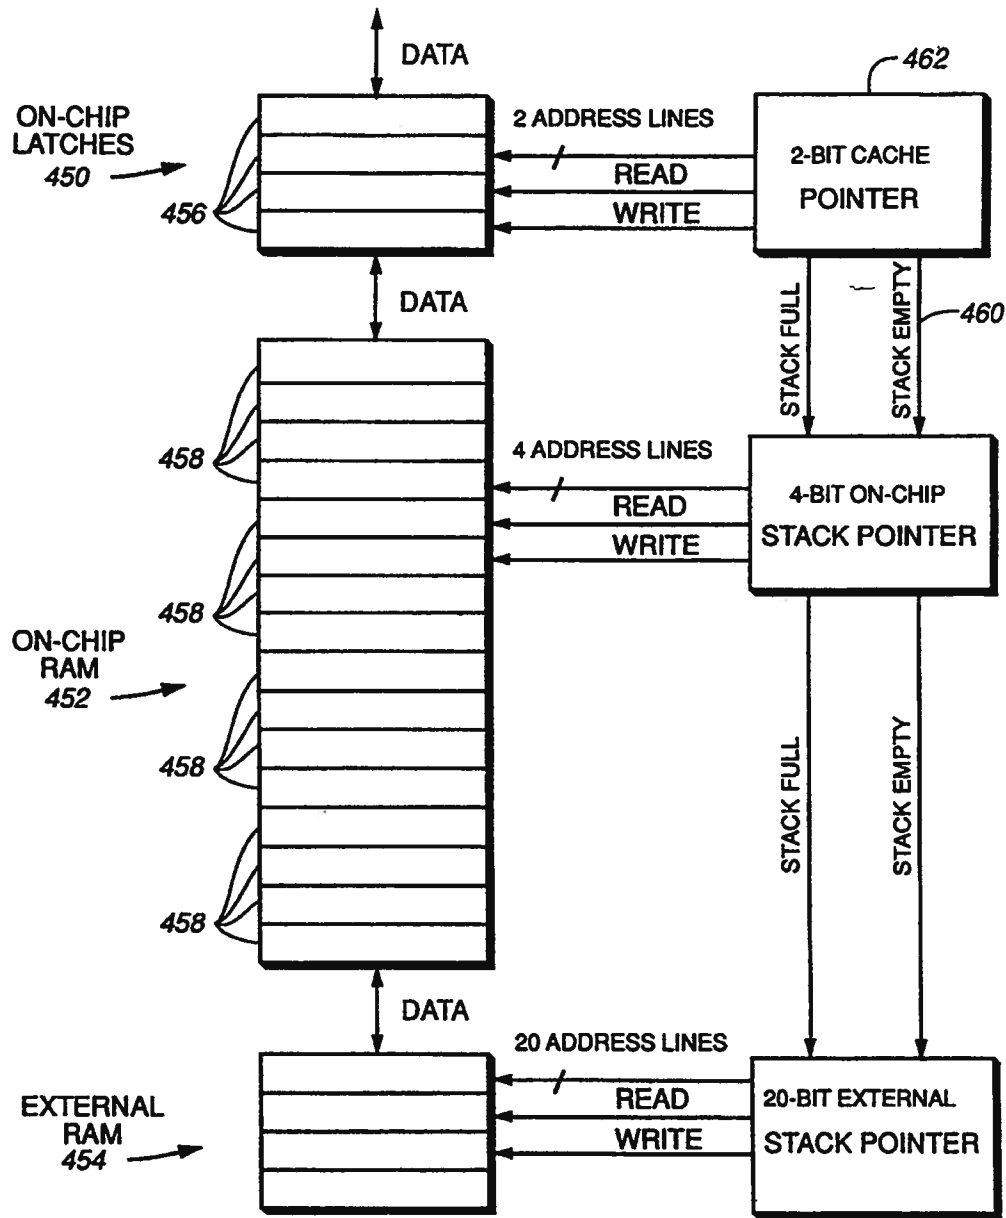 DATA
462
ON-CHIP
LATCHES
450
456
2 ADDRESS LINES
READ
WRITE
2-BIT CACHE
POINTER
DATA
STACK FULL
STACK EMPTY
460
458
4 ADDRESS LINES
READ
WRITE
4-BIT ON-CHIP
STACK POINTER
458
ON-CHIP
RAM
452
458
458
STACK FULL
STACK EMPTY
DATA
20 ADDRESS LINES
READ
WRITE
20-BIT EXTERNAL
STACK POINTER
EXTERNAL
RAM
454